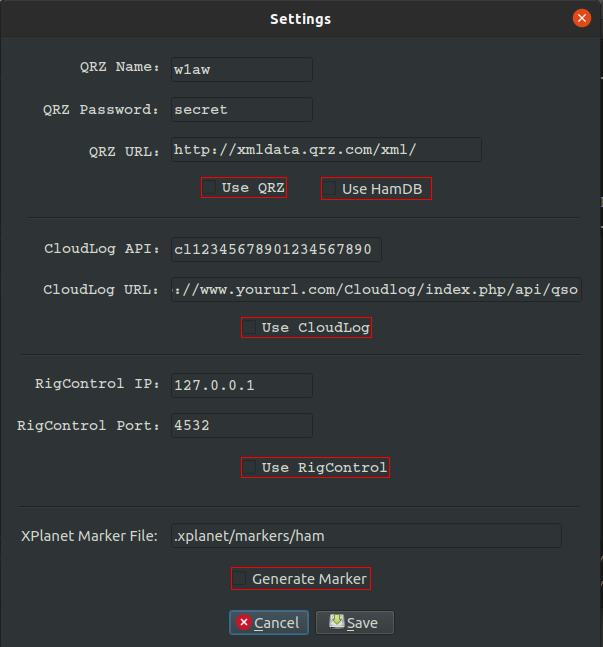 Settings
QRZ Name: w1aw
QRZ Password: secret
QRZ URL: http://xmldata.qrz.com/xml/
Use QRZ Use HamDB
CloudLog API: cl12345678901234567890
CloudLog URL: ://www.yoururl.com/Cloudlog/index.php/api/qso
Use CloudLog
RigControl IP: 127.0.0.1
RigControl Port: 4532
Use RigControl
XPlanet Marker File: .xplanet/markers/ham
Generate Marker
Cancel Save